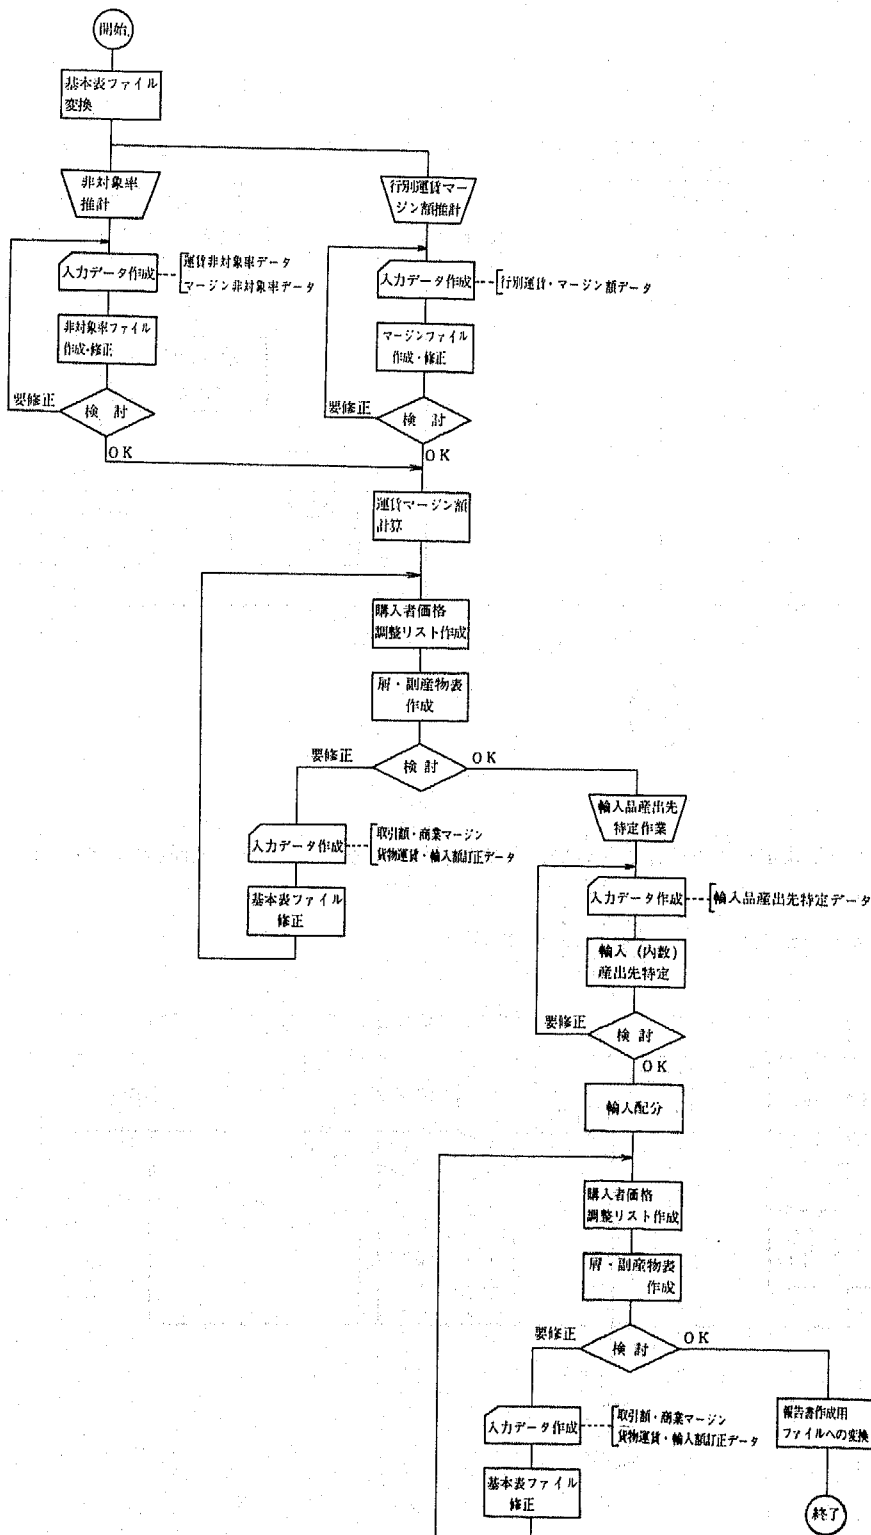 開始
基本表ファイル
変換
非対象率
推計
行別運賃マー
ジン額推計
入力データ作成
運賃非対象率データ
マージン非対象率データ
入力データ作成
行別運賃・マージン額データ
非対象率ファイル
作成・修正
マージンファイル
作成・修正
要修正
検討
要修正
検討
OK
OK
運賃マージン額
計算
購入者価格
調整リスト作成
屑・副産物表
作成
要修正
検討
OK
輸入品産出先
特定作業
入力データ作成
取引額・商業マージン
貨物運賃・輸入額訂正データ
入力データ作成
輸入品産出先特定データ
基本表ファイル
修正
輸入（内数）
産出先特定
要修正
検討
OK
輸入配分
購入者価格
調整リスト作成
屑・副産物表
作成
要修正
検討
OK
入力データ作成
取引額・商業マージン
貨物運賃・輸入額訂正データ
報告書作成用
ファイルへの変換
基本表ファイル
修正
終了